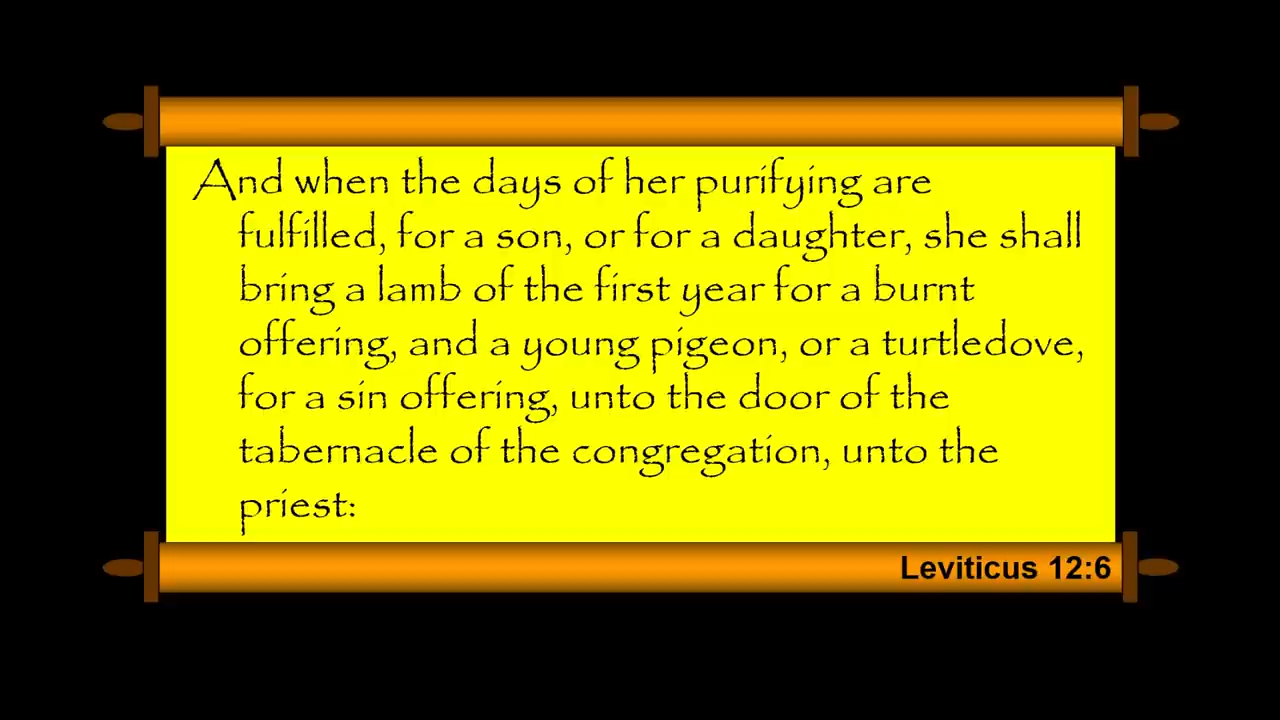 And when the days of her purifying are
fulfilled, for a son, or for a daughter, she shall
bring a lamb of the first year for a burnt
offering, and a young pigeon, or a turtledove,
for a sin offering, unto the door of the
tabernacle of the congregation, unto the
priest:
Leviticus 12:6